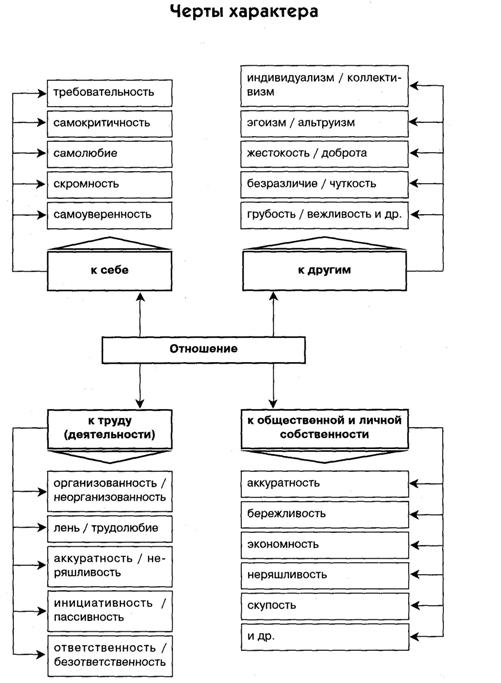 Черты характера
требовательность
самокритичность
самолюбие
скромность
самоуверенность
к себе
индивидуализм / коллекти-
визм
эгоизм / альтруизм
жестокость / доброта
безразличие / чуткость
грубость / вежливость и др.
к другим
Отношение
к труду
(деятельности)
организованность /
неорганизованность
лень / трудолюбие
аккуратность / не-
ряшливость
инициативность /
пассивность
ответственность /
безответственность
к общественной и личной
собственности
аккуратность
бережливость
экономность
неряшливость
скупость
и др.